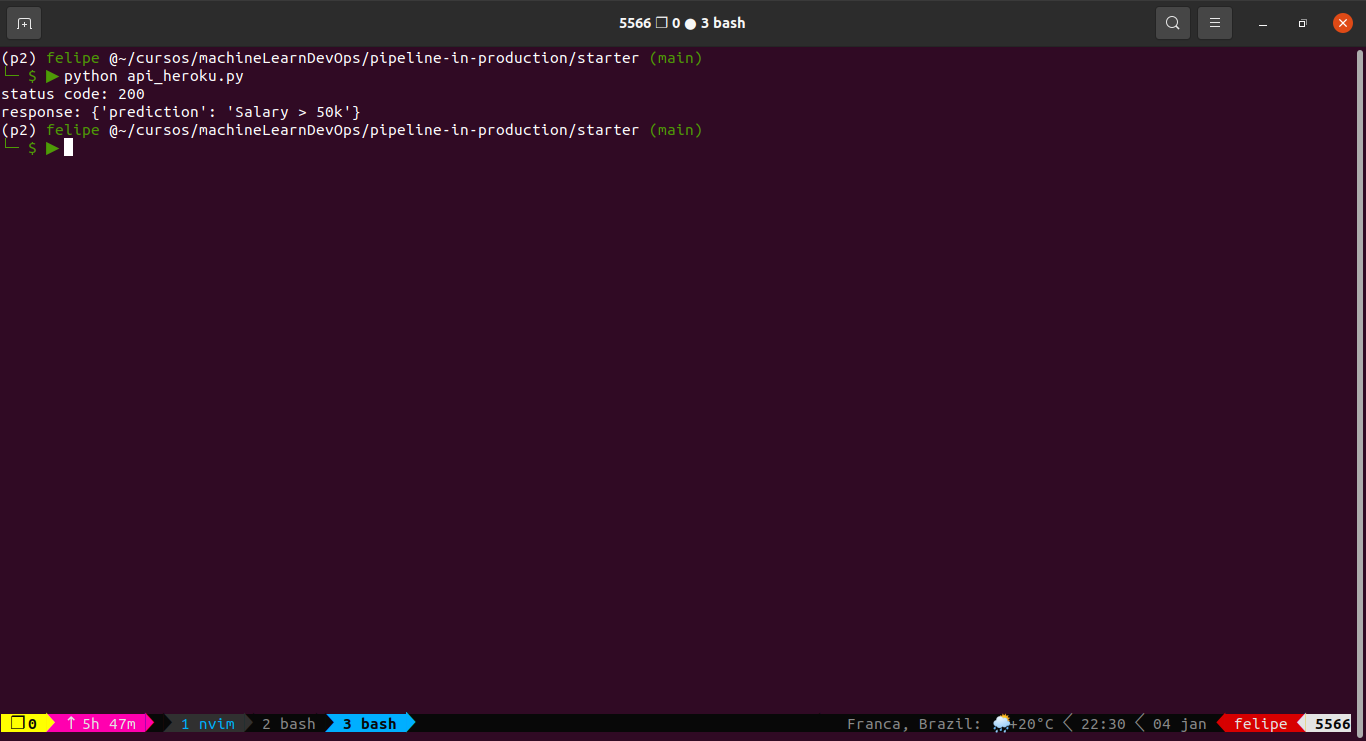 5566 ❐ 0 ● 3 bash
(p2) felipe @~/cursos/machineLearnDevOps/pipeline-in-production/starter (main)
└─ $ ▶ python api_heroku.py
status code: 200
response: {'prediction': 'Salary > 50k'}
(p2) felipe @~/cursos/machineLearnDevOps/pipeline-in-production/starter (main)
└─ $ ▶
❐ 0 ↑ 5h 47m 1 nvim 2 bash 3 bash Franca, Brazil: 🌦+20°C 22:30 04 jan felipe 5566